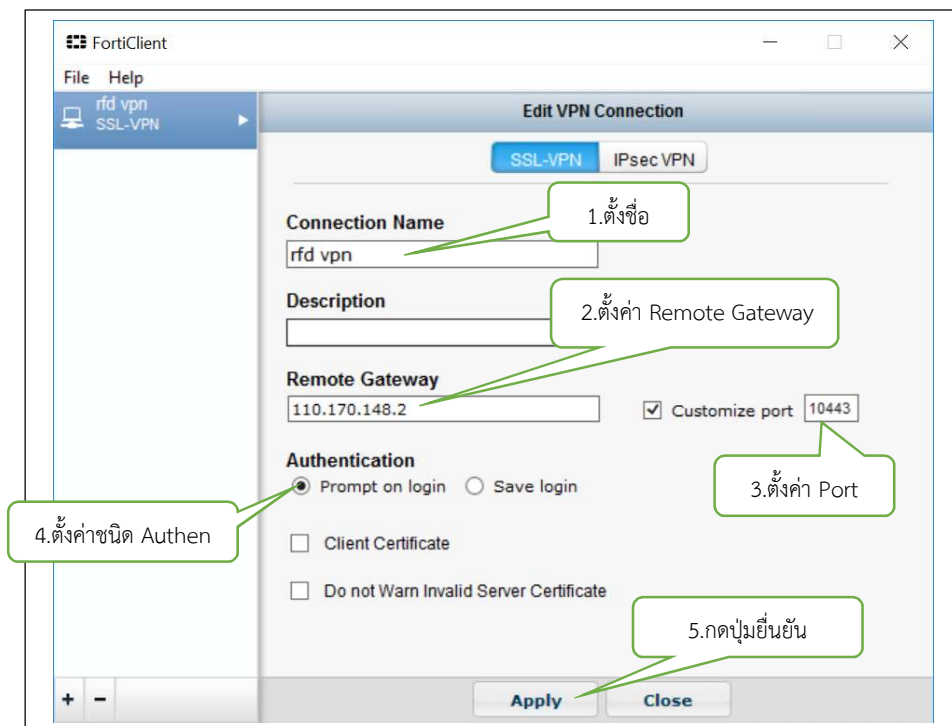 FortiClient
File Help
rfd vpn
SSL-VPN
Edit VPN Connection
SSL-VPN IPsec VPN
1.ตั้งชื่อ
Connection Name
rfd vpn
Description
2.ตั้งค่า Remote Gateway
Remote Gateway
110.170.148.2
Customize port 10443
Authentication
Prompt on login Save login
3.ตั้งค่า Port
4.ตั้งค่าชนิด Authen
Client Certificate
Do not Warn Invalid Server Certificate
5.กดปุ่มยื่นยัน
+ -
Apply Close